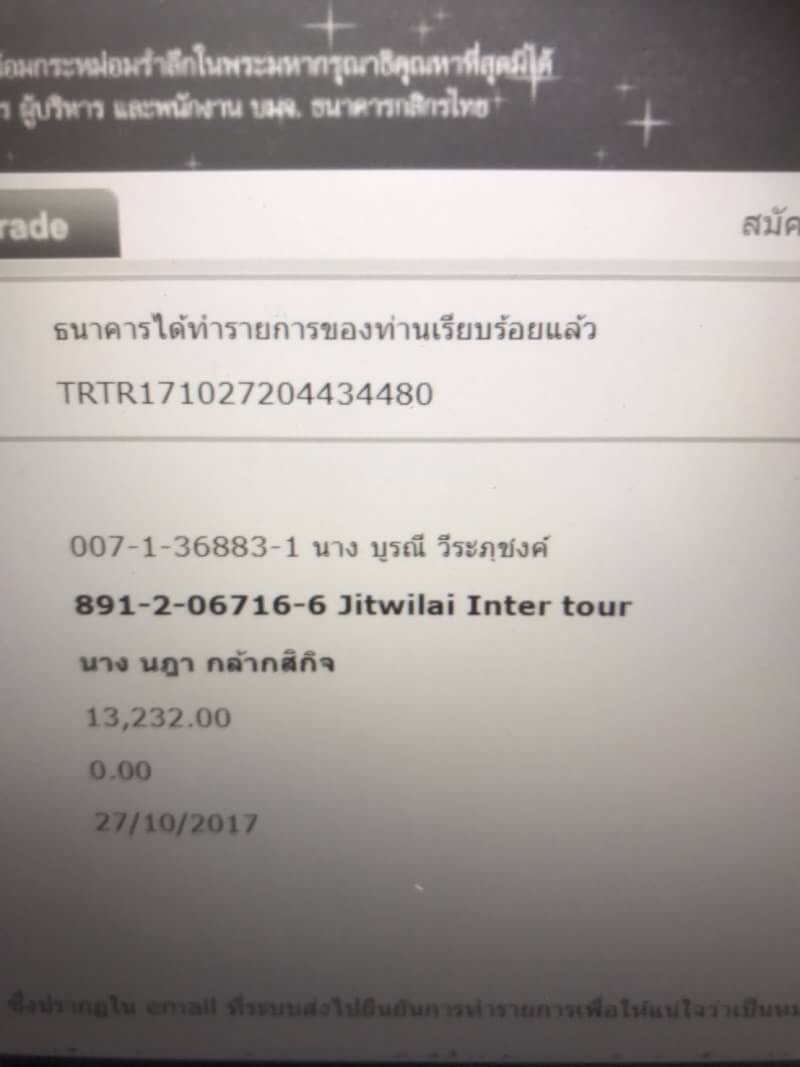 อมกระหม่อมรำลึกในพระมหากรุณาธิคุณหาที่สุดมิได้
ร ผู้บริหาร และพนักงาน บมจ. ธนาคารกสิกรไทย
rade
สมัค
ธนาคารได้ทำรายการของท่านเรียบร้อยแล้ว
TRTR171027204434480
007-1-36883-1 นาง บูรณี วีระภุชงค์
891-2-06716-6 Jitwilai Inter tour
นาง นฎา กล้ากสิกิจ
13,232.00
0.00
27/10/2017
ซึ่งปรากฏใน email ที่ระบบส่งไปยืนยันการทำรายการเพื่อให้แน่ใจว่าเป็นหม